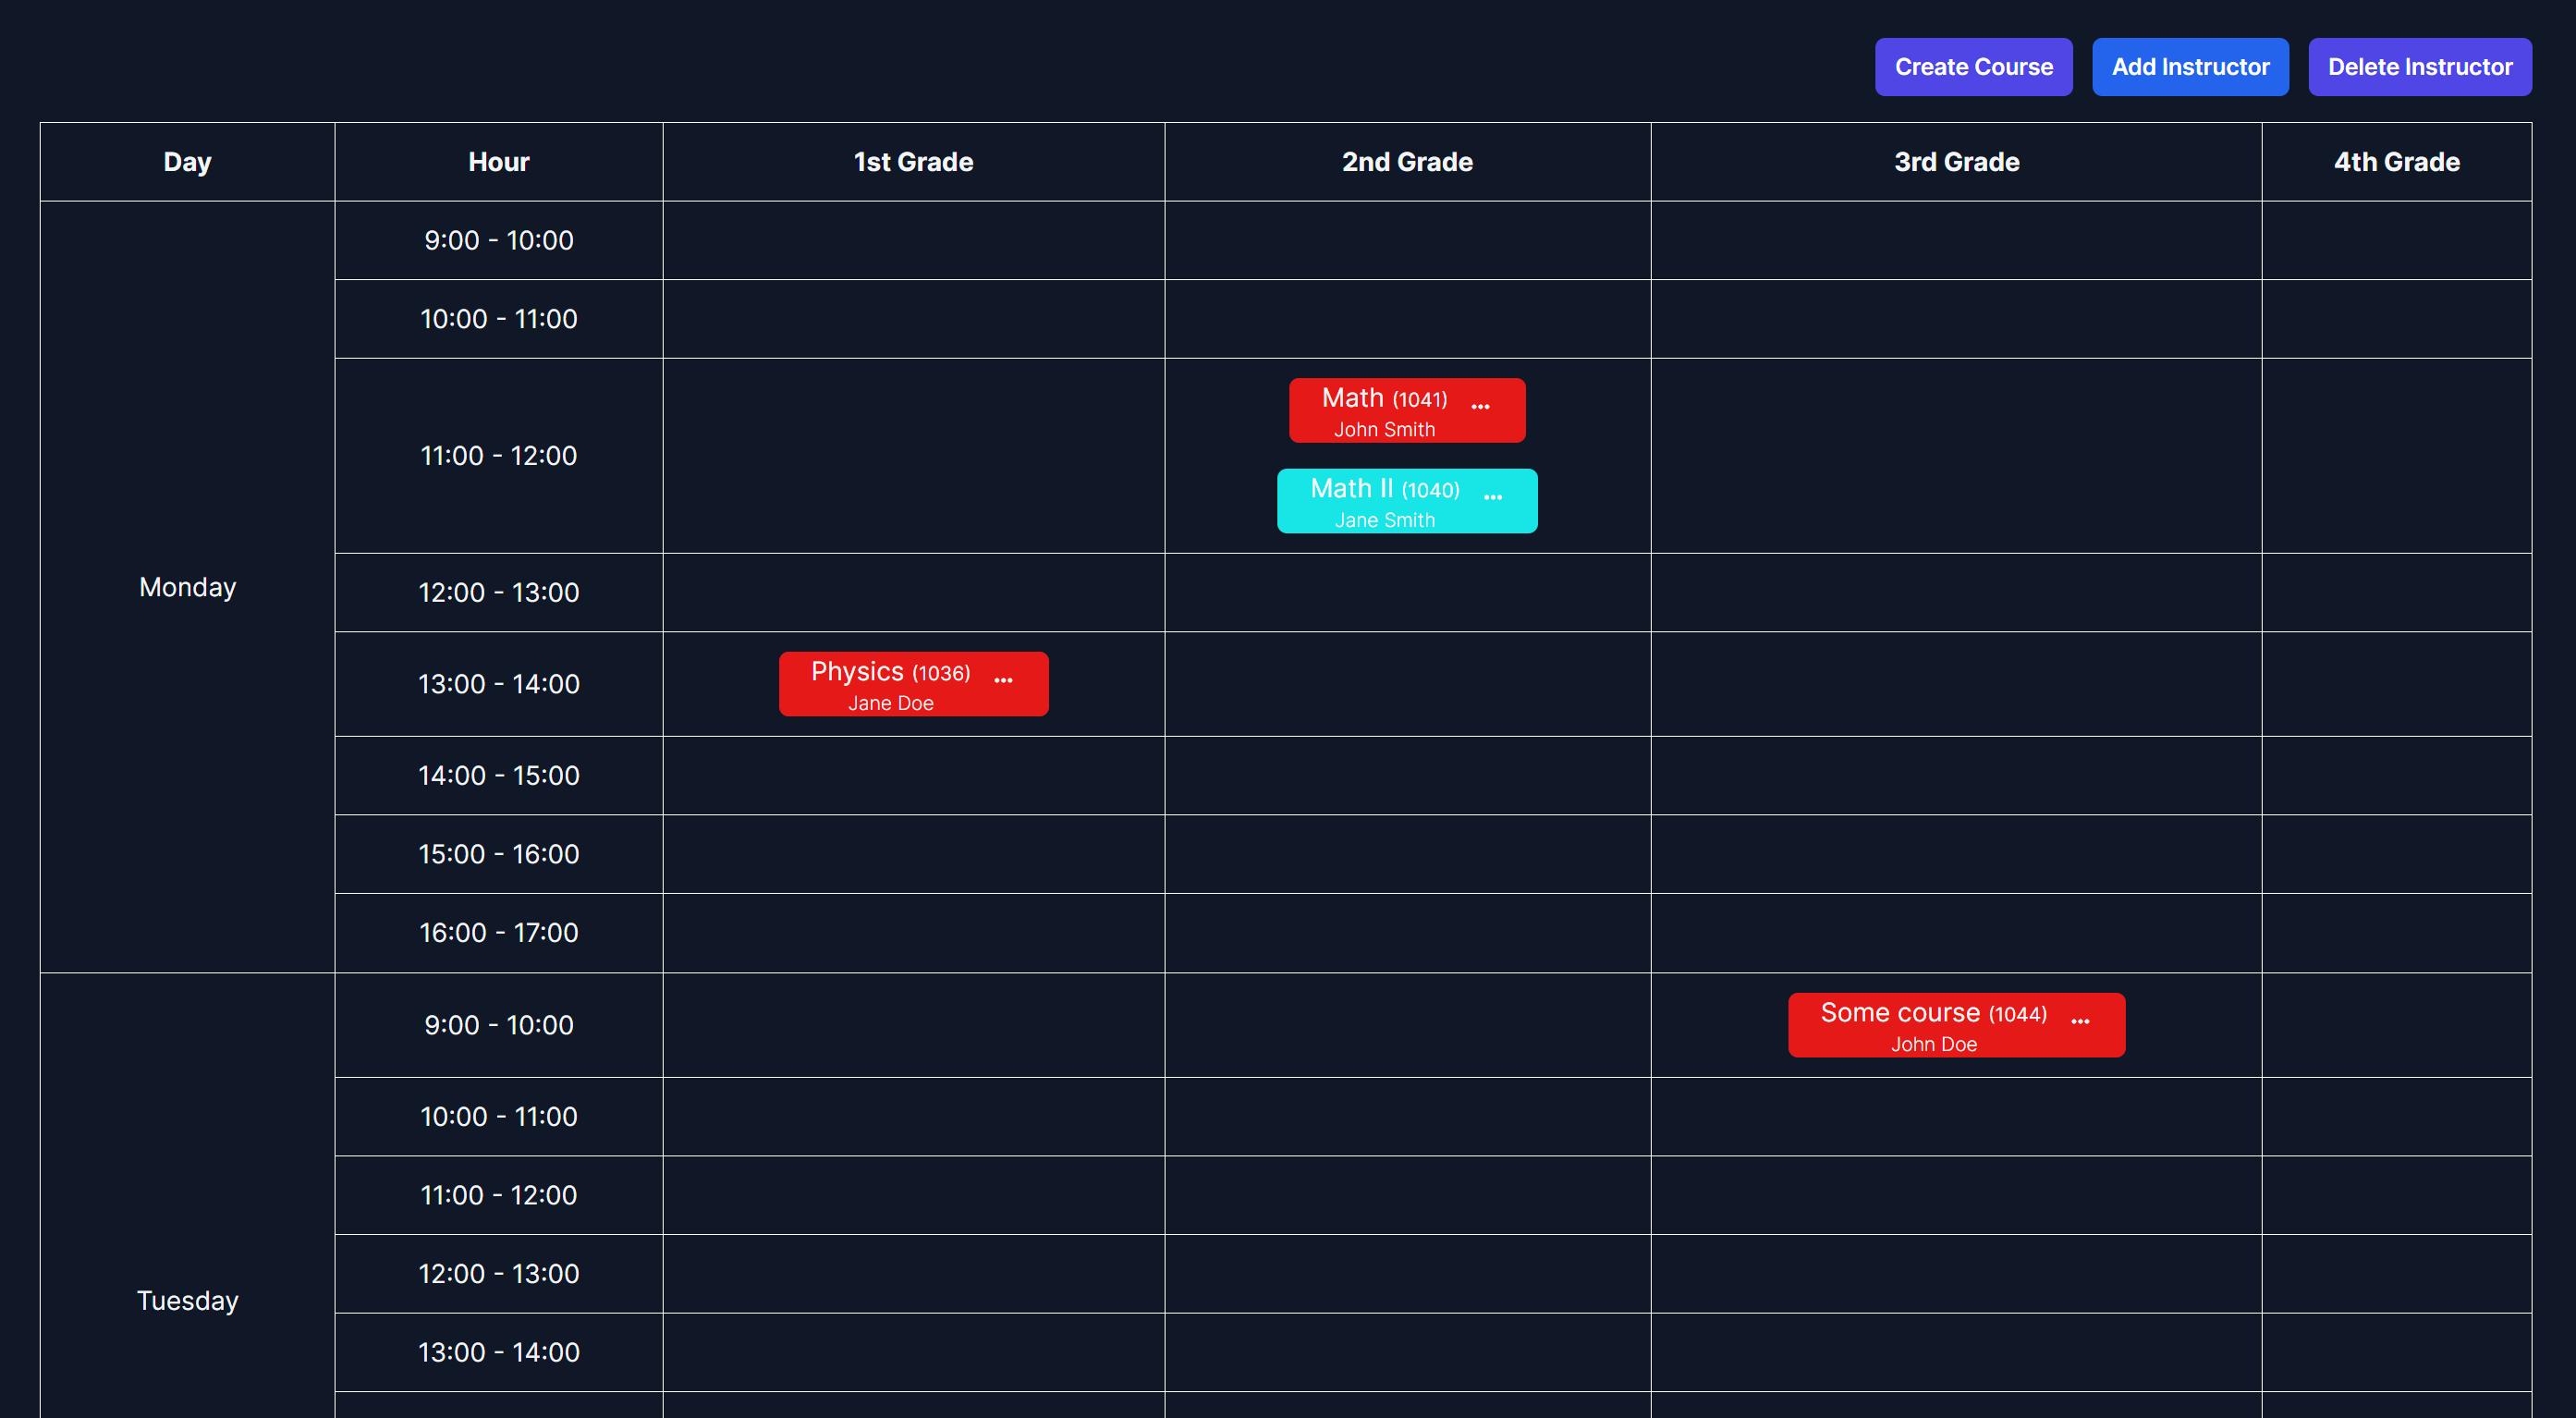 Create Course
Add Instructor
Delete Instructor
Day Hour 1st Grade 2nd Grade 3rd Grade 4th Grade
Monday
9:00 - 10:00
10:00 - 11:00
11:00 - 12:00
Math (1041) ...
John Smith
Math II (1040) ...
Jane Smith
12:00 - 13:00
13:00 - 14:00
Physics (1036) ...
Jane Doe
14:00 - 15:00
15:00 - 16:00
16:00 - 17:00
Tuesday
9:00 - 10:00
Some course (1044) ...
John Doe
10:00 - 11:00
11:00 - 12:00
12:00 - 13:00
13:00 - 14:00